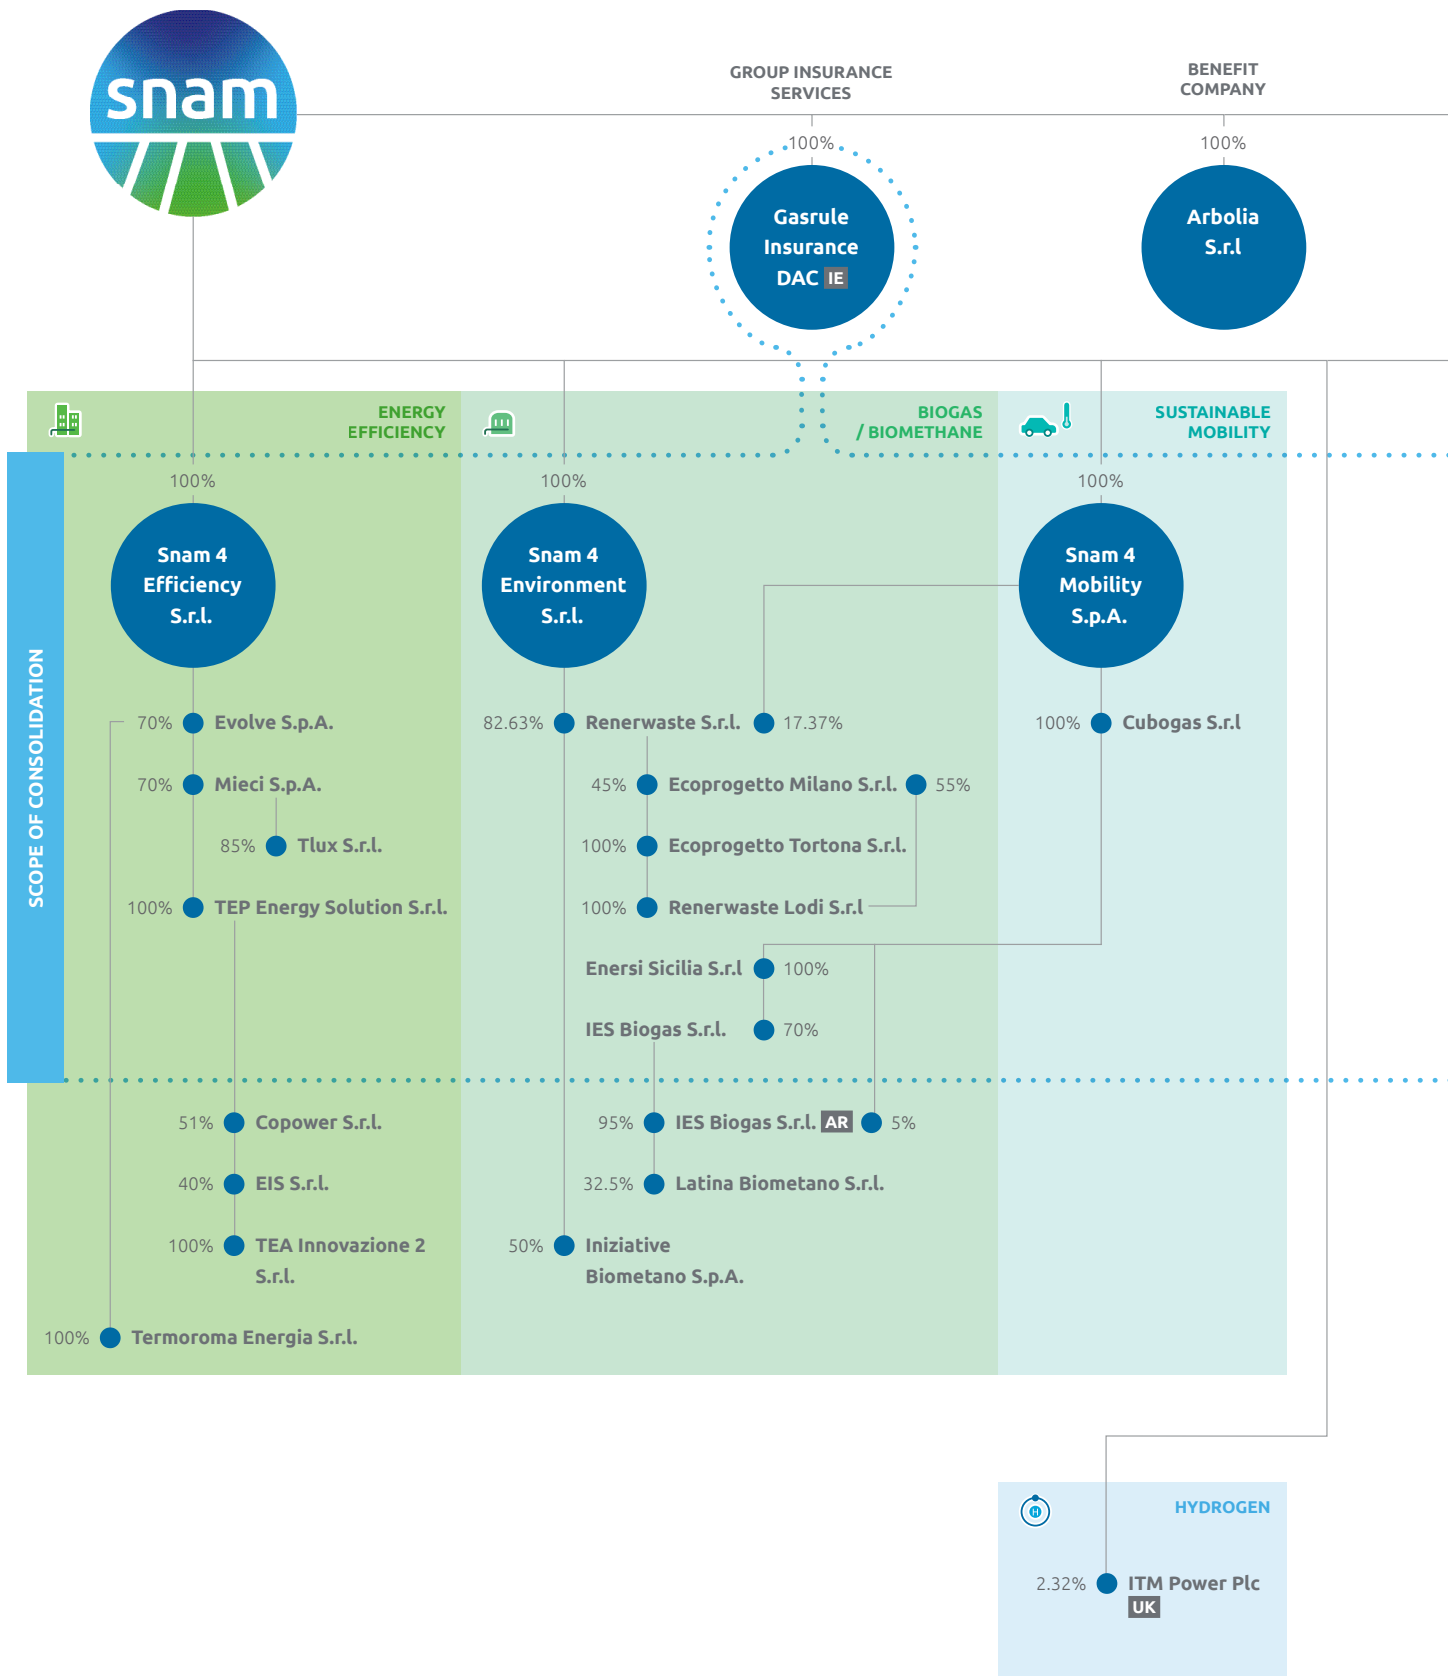 snam
GROUP INSURANCE
SERVICES
100%
Gasrule
Insurance
DAC IE
BENEFIT
COMPANY
100%
Arbolia
S.r.l
SCOPE OF CONSOLIDATION
ENERGY
EFFICIENCY
100%
Snam 4
Efficiency
S.r.l.
70% Evolve S.p.A.
70% Mieci S.p.A.
85% Tlux S.r.l.
100% TEP Energy Solution S.r.l.
51% Copower S.r.l.
40% EIS S.r.l.
100% TEA Innovazione 2
S.r.l.
100% Termoroma Energia S.r.l.
BIOGAS
/ BIOMETHANE
100%
Snam 4
Environment
S.r.l.
82.63% Renerwaste S.r.l. 17.37%
45% Ecoprogetto Milano S.r.l. 55%
100% Ecoprogetto Tortona S.r.l.
100% Renerwaste Lodi S.r.l
Enersi Sicilia S.r.l 100%
IES Biogas S.r.l. 70%
95% IES Biogas S.r.l. AR 5%
32.5% Latina Biometano S.r.l.
50% Iniziative
Biometano S.p.A.
SUSTAINABLE
MOBILITY
100%
Snam 4
Mobility
S.p.A.
100% Cubogas S.r.l
H
HYDROGEN
2.32% ITM Power Plc
UK